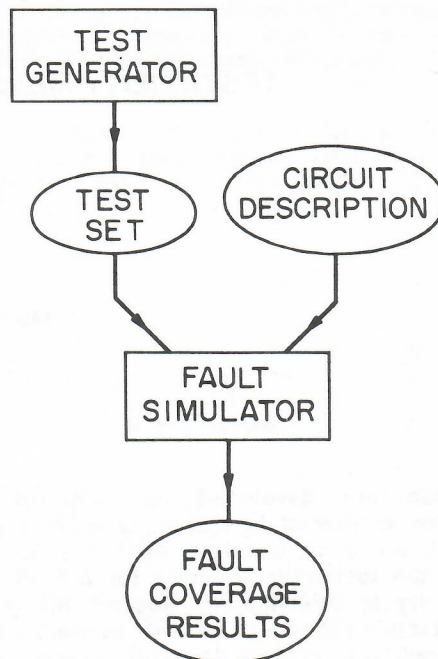 TEST
GENERATOR
TEST
SET
CIRCUIT
DESCRIPTION
FAULT
SIMULATOR
FAULT
COVERAGE
RESULTS